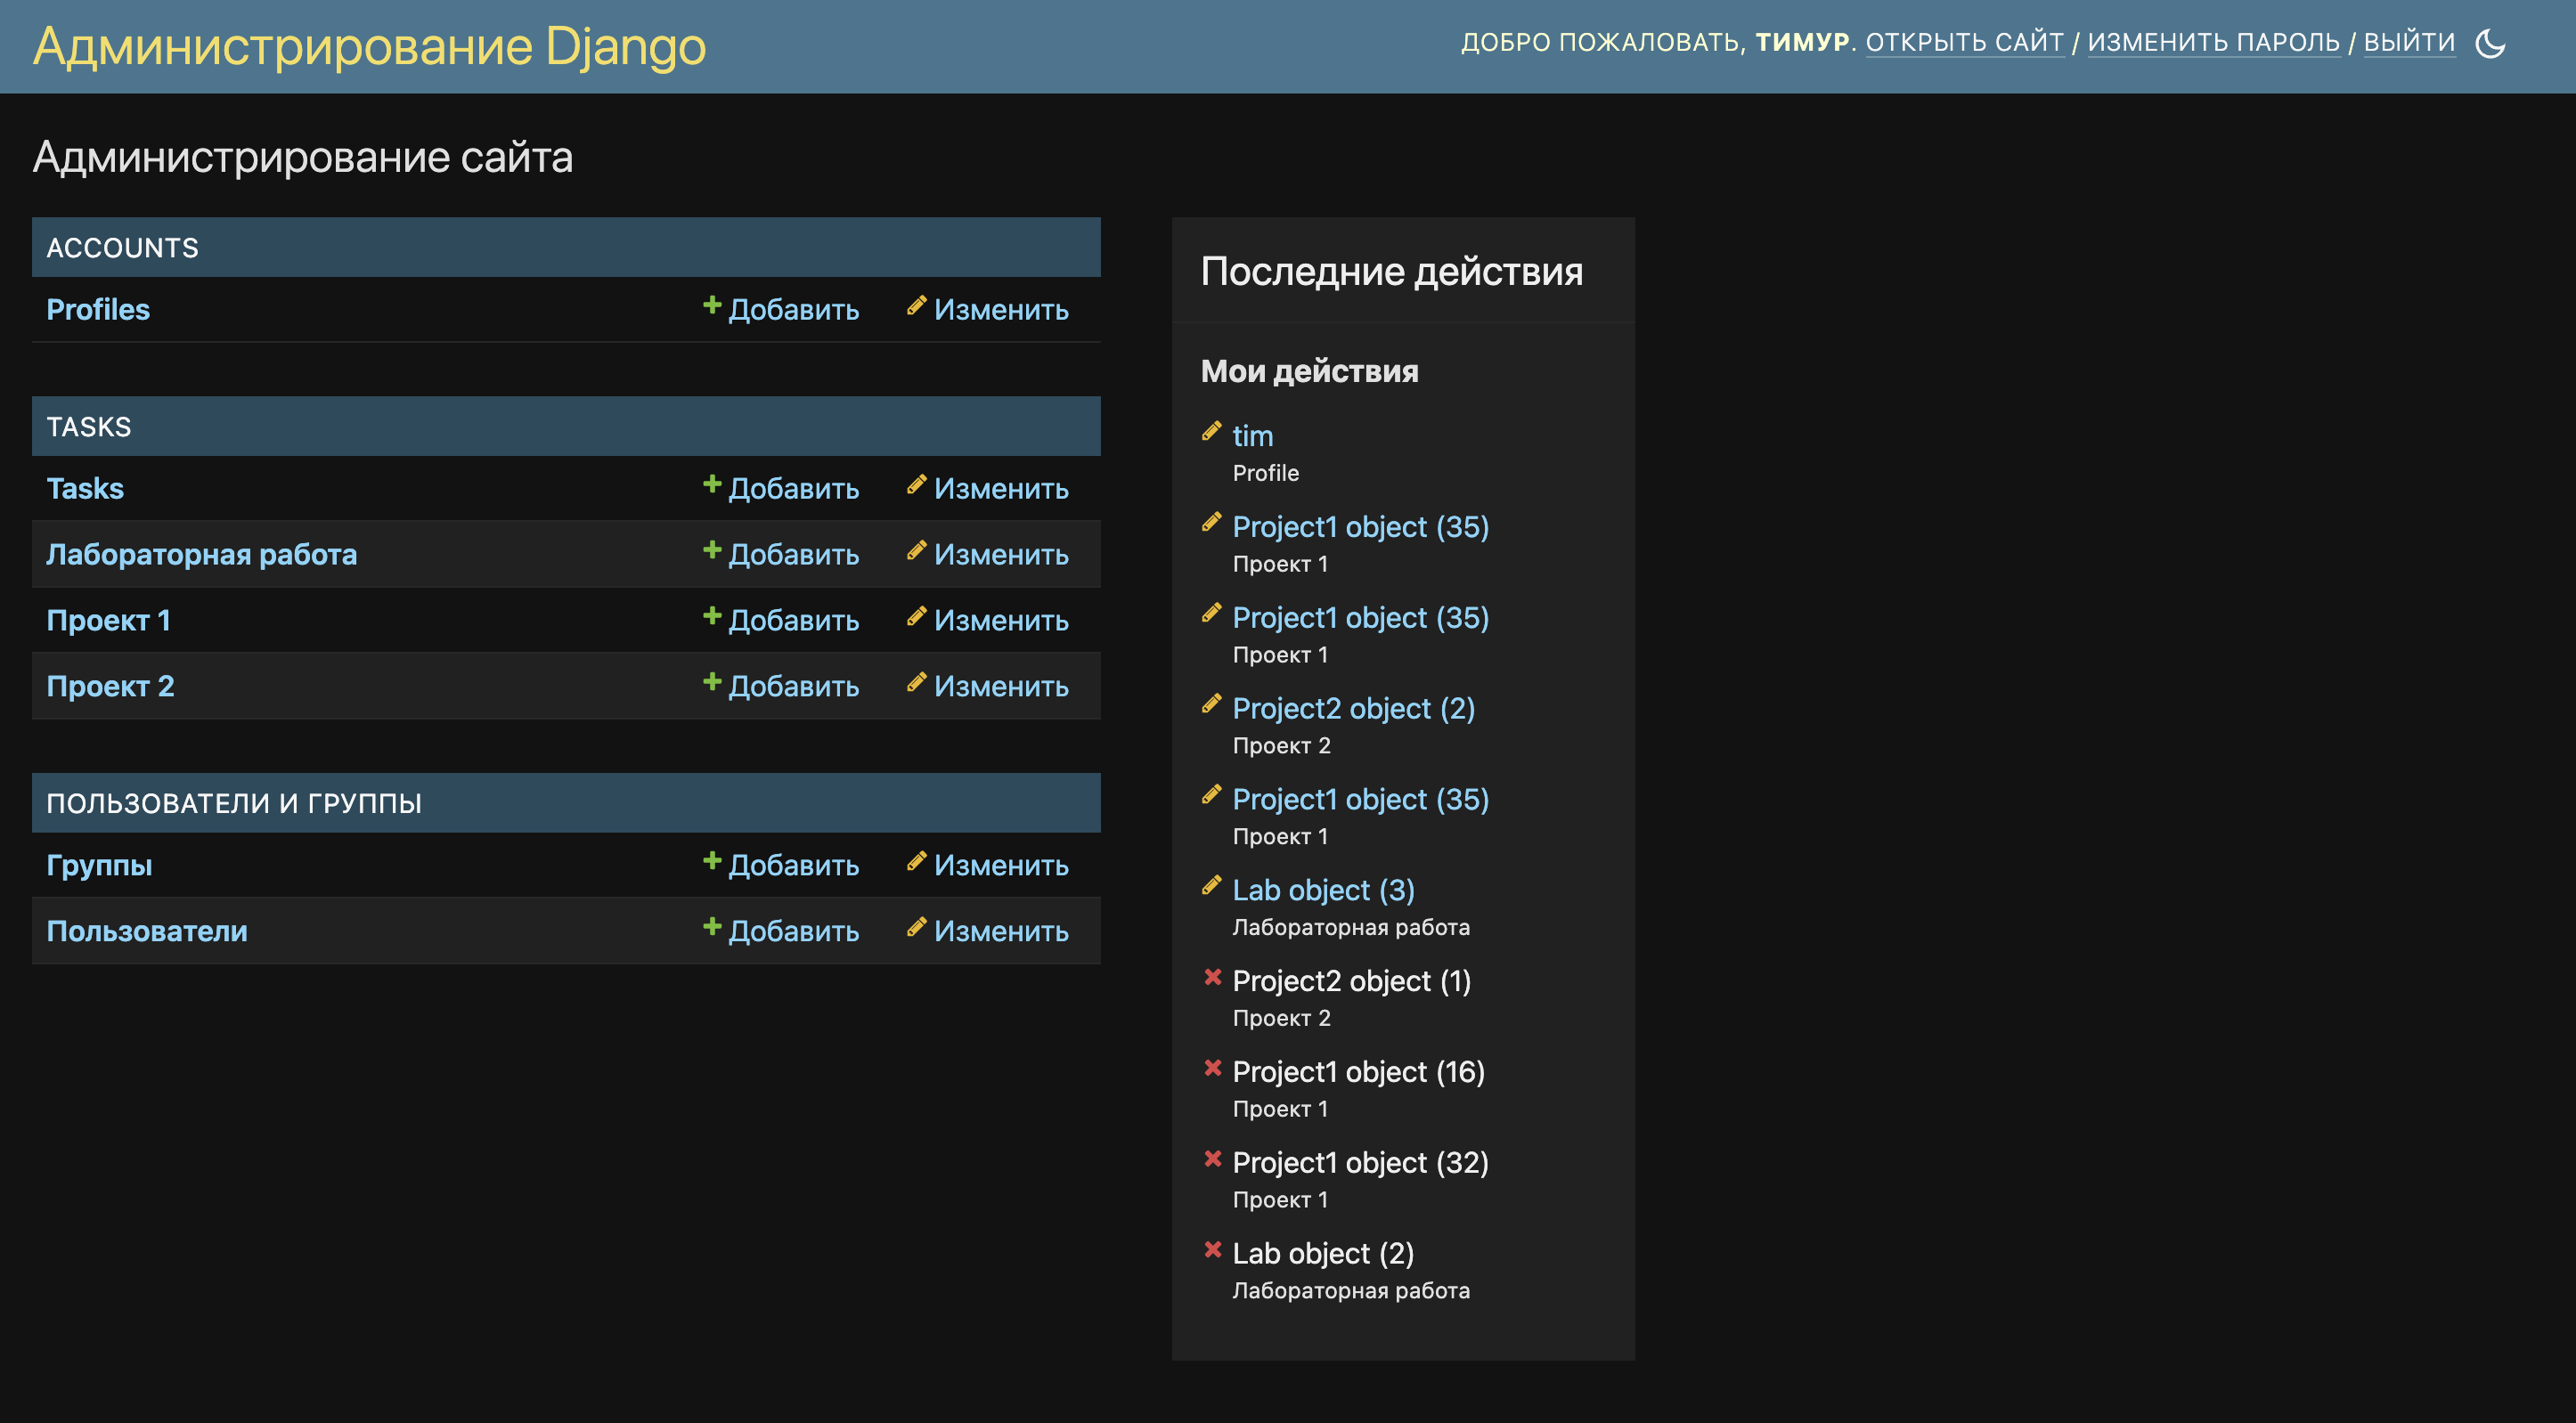 Администрирование Django
ДОБРО ПОЖАЛОВАТЬ, ТИМУР. ОТКРЫТЬ САЙТ / ИЗМЕНИТЬ ПАРОЛЬ / ВЫЙТИ
Администрирование сайта
ACCOUNTS
Profiles Добавить Изменить
TASKS
Tasks Добавить Изменить
Лабораторная работа Добавить Изменить
Проект 1 Добавить Изменить
Проект 2 Добавить Изменить
ПОЛЬЗОВАТЕЛИ И ГРУППЫ
Группы Добавить Изменить
Пользователи Добавить Изменить
Последние действия
Мои действия
tim
Profile
Project1 object (35)
Проект 1
Project1 object (35)
Проект 1
Project2 object (2)
Проект 2
Project1 object (35)
Проект 1
Lab object (3)
Лабораторная работа
Project2 object (1)
Проект 2
Project1 object (16)
Проект 1
Project1 object (32)
Проект 1
Lab object (2)
Лабораторная работа